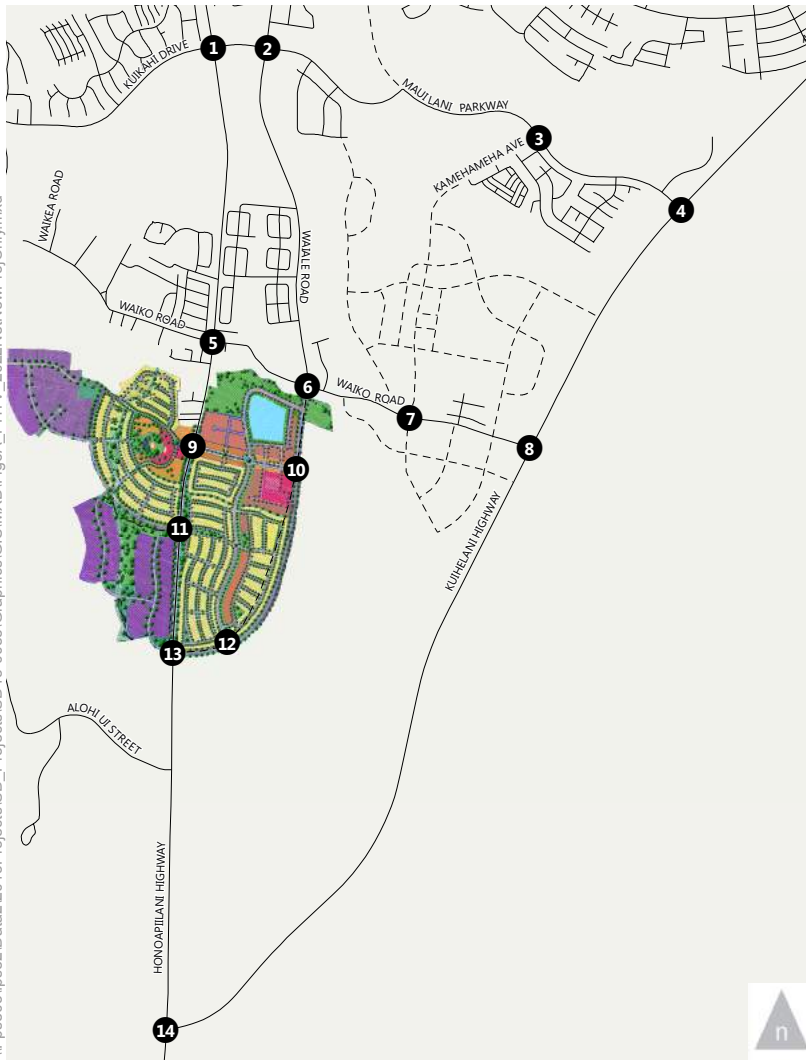 1
2
KUIKAHI DRIVE
MAUI LANI PARKWAY
3
KAMEHAMEHA AVE
4
WAIKEA ROAD
WAIALE ROAD
WAIKO ROAD
5
6
WAIKO ROAD
7
8
9
10
KUIHELANI HIGHWAY
11
12
13
ALOHI UI STREET
HONOAPIILANI HIGHWAY
14
n